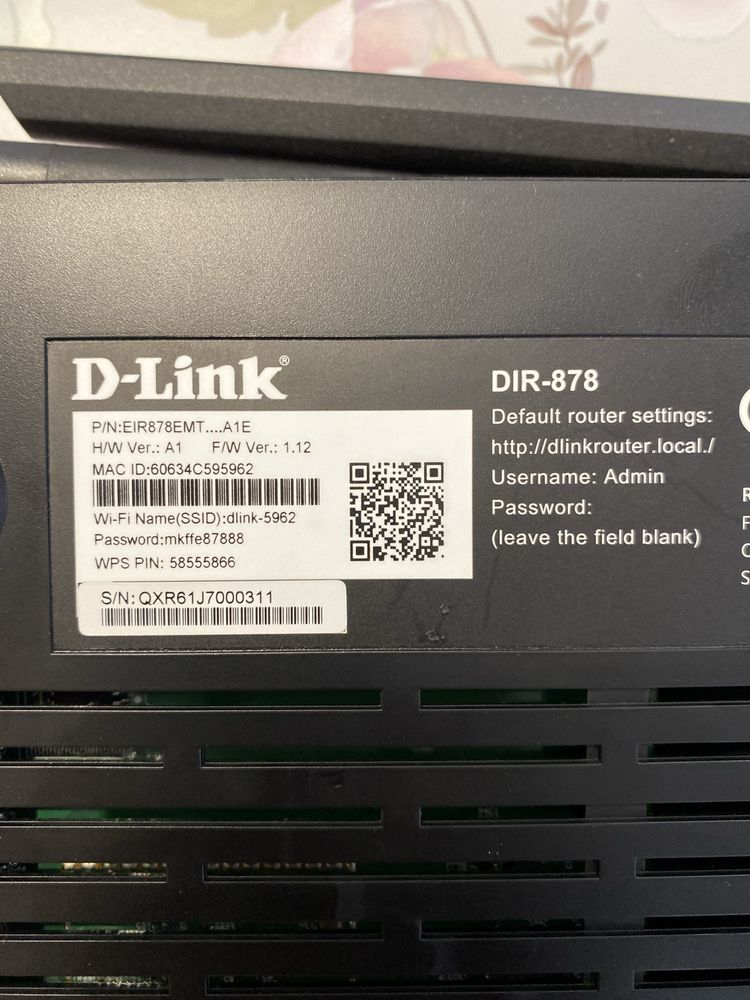 D-Link®
P/N:EIR878EMT....A1E
H/W Ver.: A1 F/W Ver.: 1.12
MAC ID:60634C595962
Wi-Fi Name(SSID):dlink-5962
Password:mkffe87888
WPS PIN: 58555866
S/N: QXR61J7000311
DIR-878
Default router settings:
http://dlinkrouter.local./
Username: Admin
Password:
(leave the field blank)